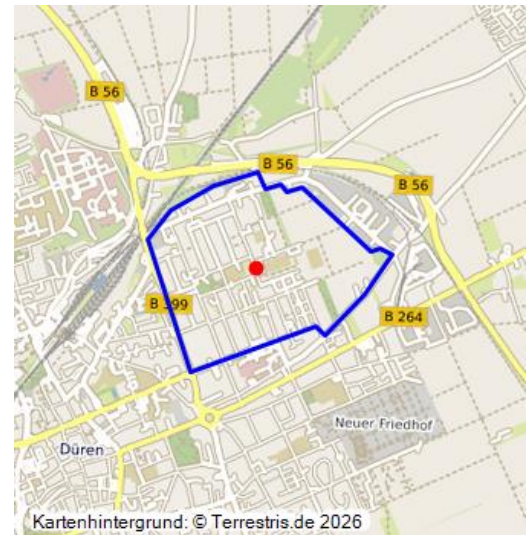 B 56
B 56
B 56
B 399
B 264
Neuer Friedhof
Düren
Kartenhintergrund: © Terrestris.de 2026